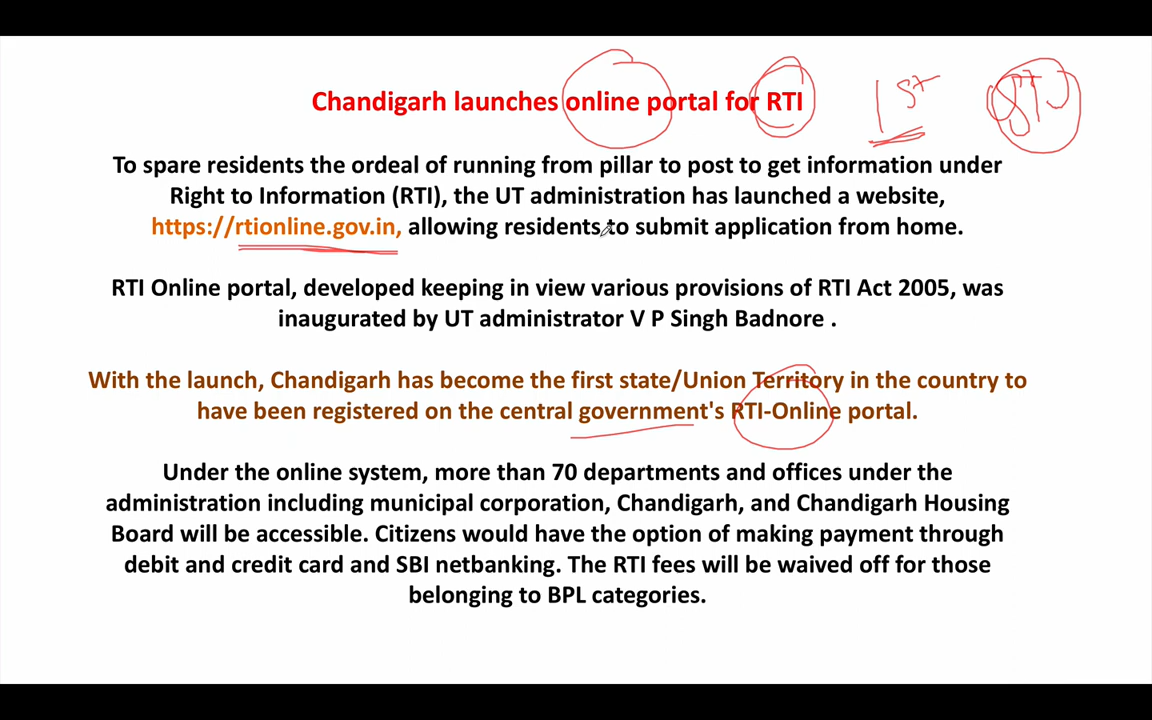 Chandigarh launches online portal for RTI
1st
To spare residents the ordeal of running from pillar to post to get information under
Right to Information (RTI), the UT administration has launched a website,
https://rtionline.gov.in, allowing residents to submit application from home.
RTI Online portal, developed keeping in view various provisions of RTI Act 2005, was
inaugurated by UT administrator V P Singh Badnore .
With the launch, Chandigarh has become the first state/Union Territory in the country to
have been registered on the central government's RTI-Online portal.
Under the online system, more than 70 departments and offices under the
administration including municipal corporation, Chandigarh, and Chandigarh Housing
Board will be accessible. Citizens would have the option of making payment through
debit and credit card and SBI netbanking. The RTI fees will be waived off for those
belonging to BPL categories.